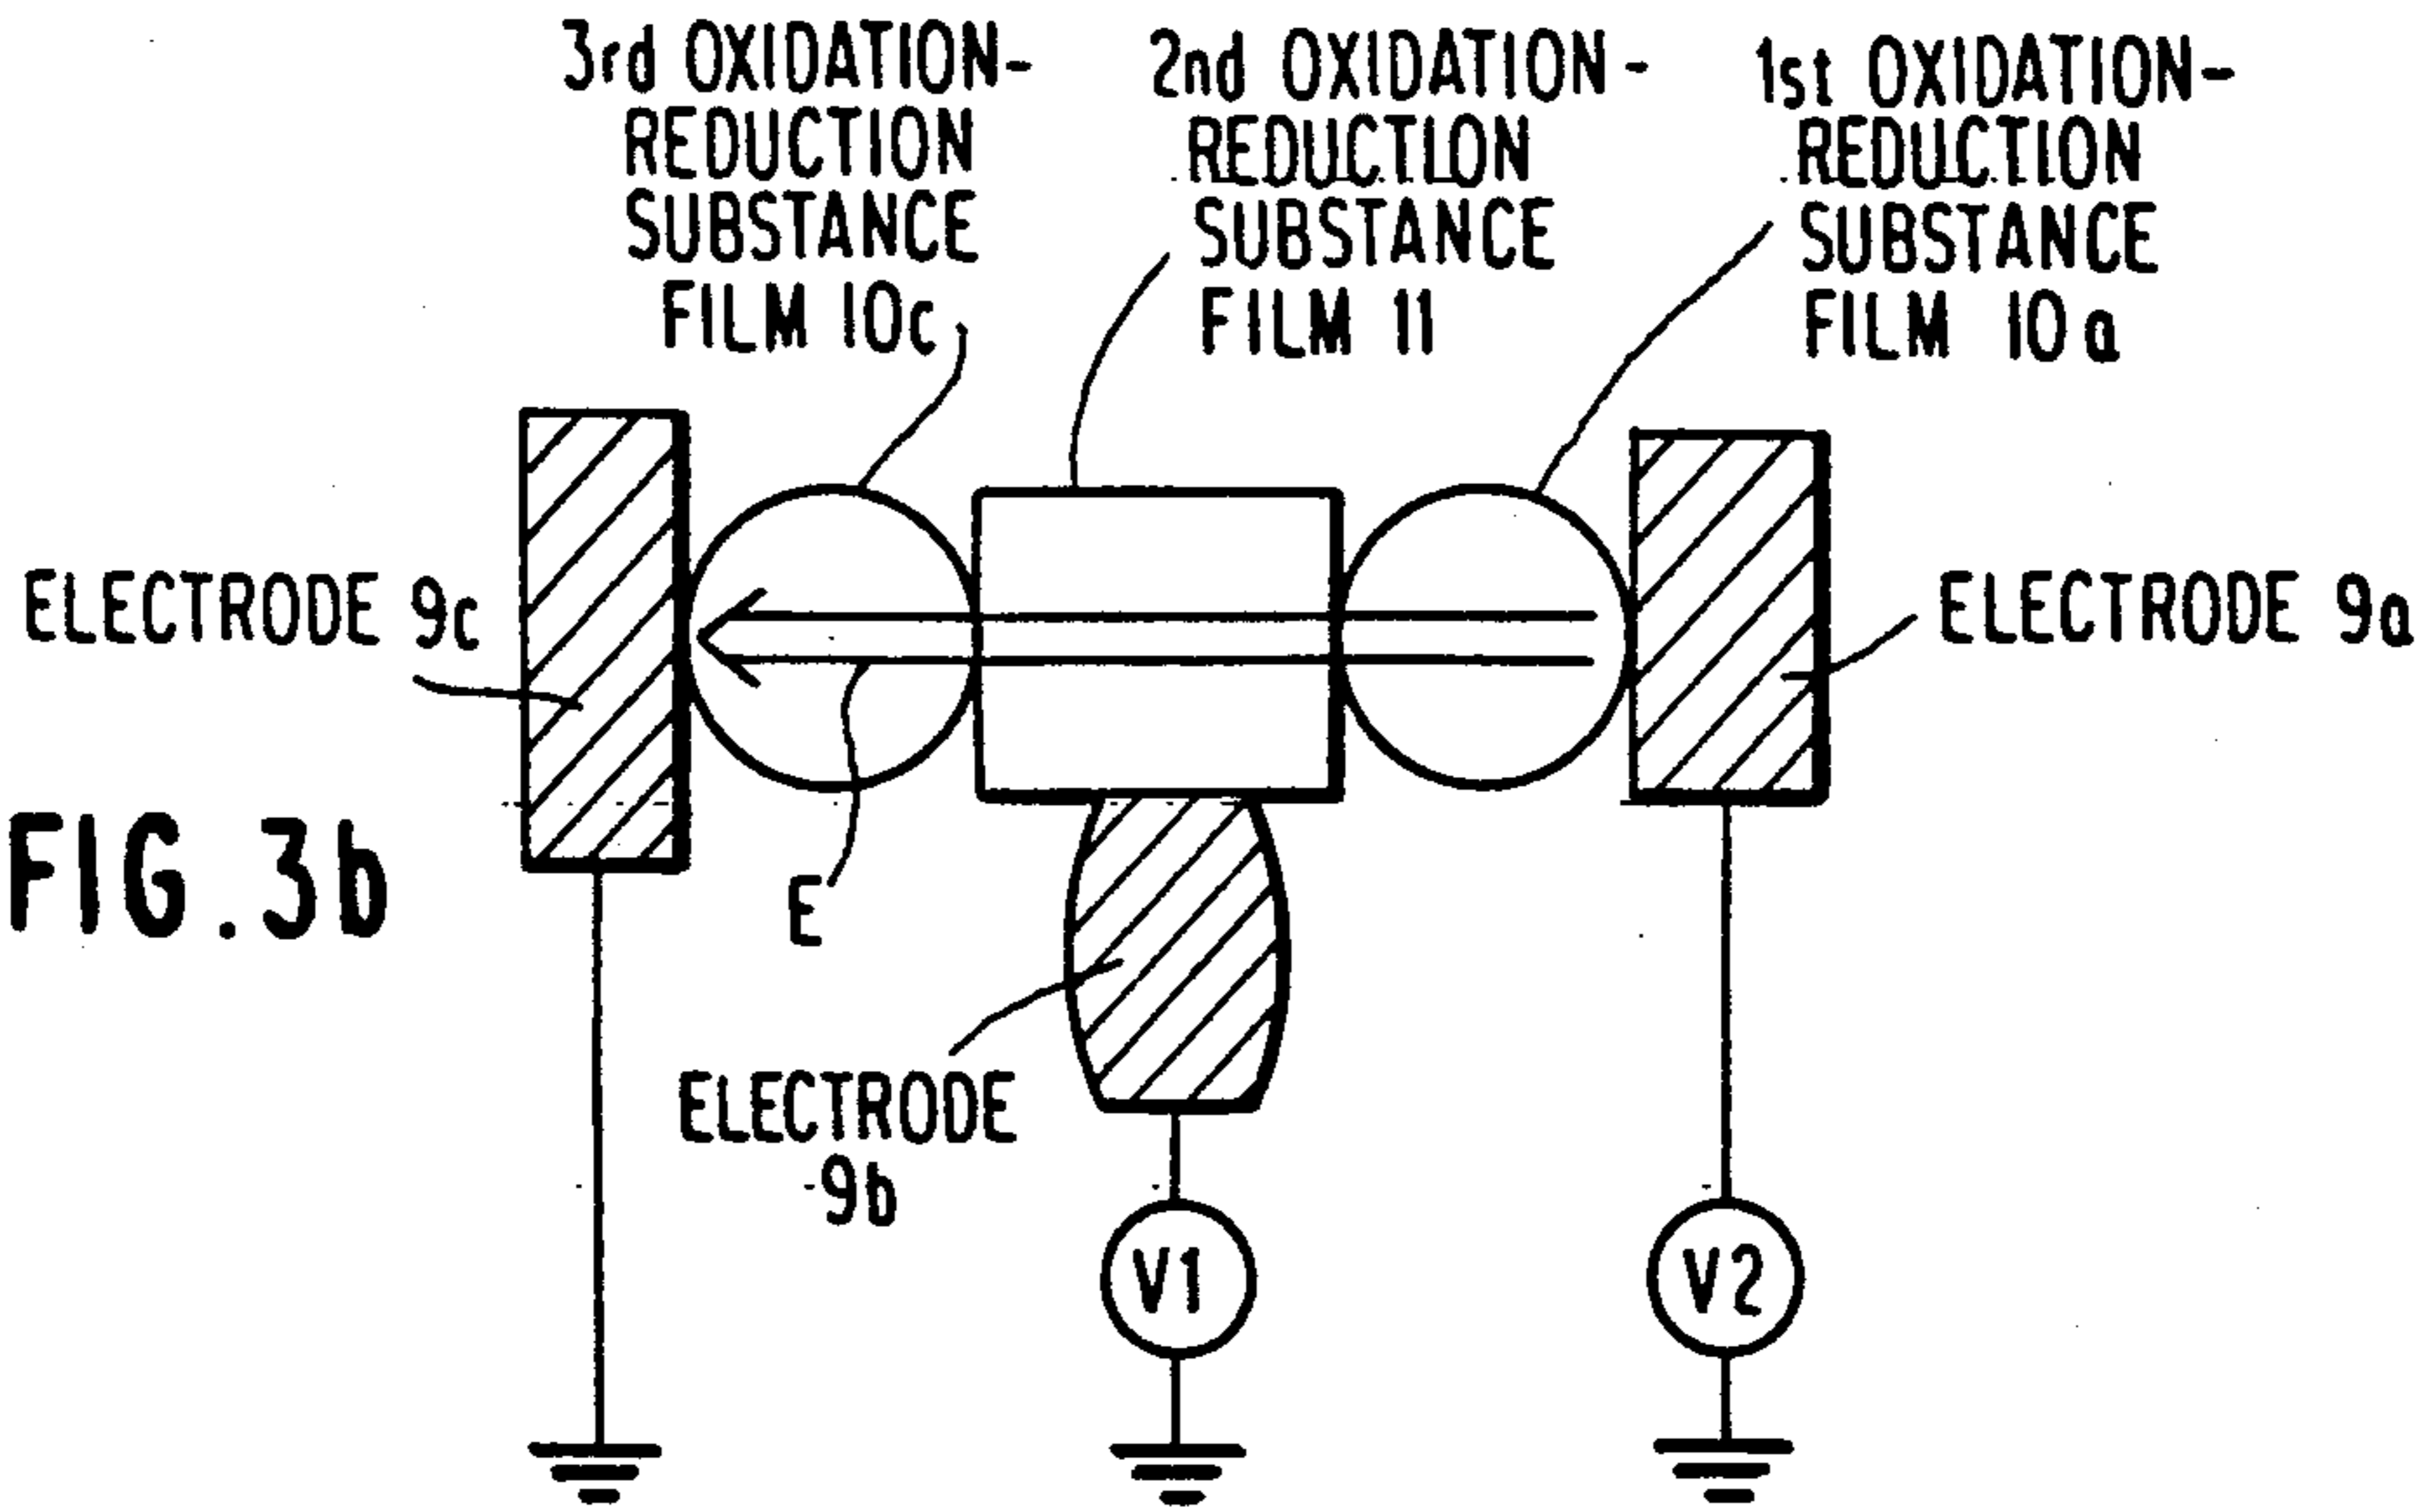 3rd OXIDATION-
REDUCTION
SUBSTANCE
FILM 10c
2nd OXIDATION-
REDUCTION
SUBSTANCE
FILM 11
1st OXIDATION-
REDUCTION
SUBSTANCE
FILM 10a
ELECTRODE 9c
ELECTRODE 9a
FIG.3b
E
ELECTRODE
9b
V1
V2